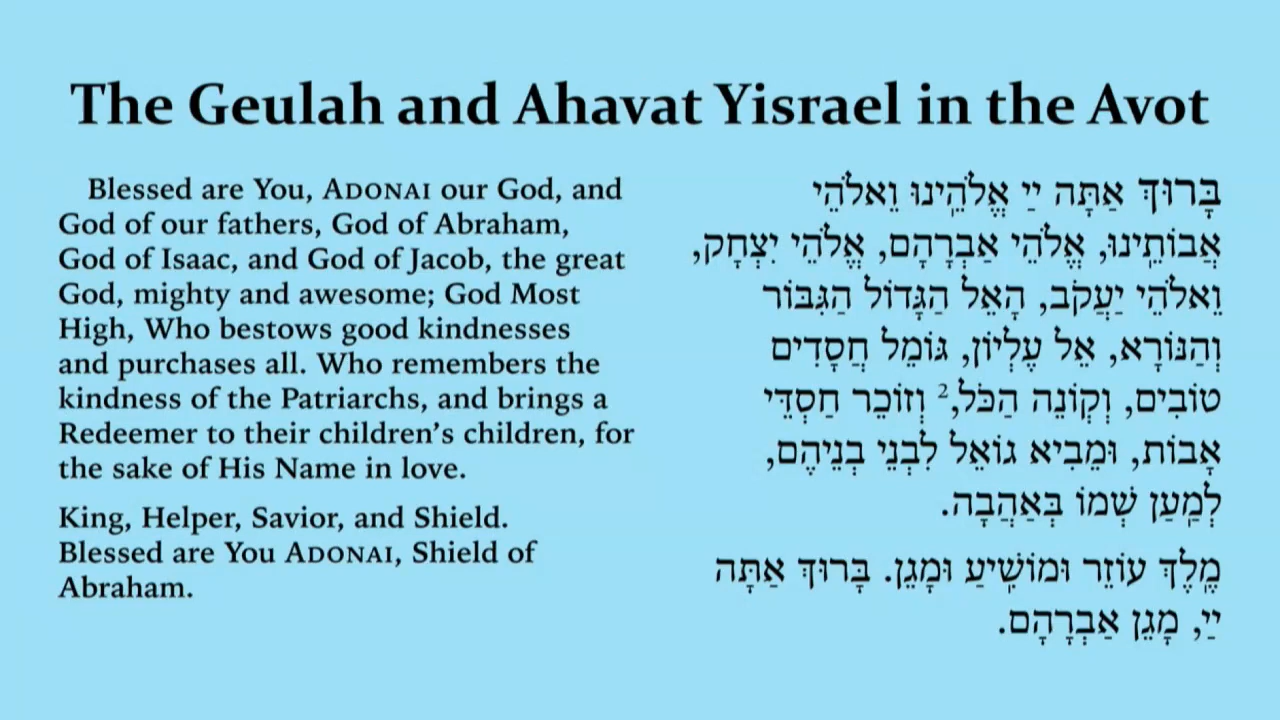 The Geulah and Ahavat Yisrael in the Avot
Blessed are You, ADONAI our God, and
God of our fathers, God of Abraham,
God of Isaac, and God of Jacob, the great
God, mighty and awesome; God Most
High, Who bestows good kindnesses
and purchases all. Who remembers the
kindness of the Patriarchs, and brings a
Redeemer to their children’s children, for
the sake of His Name in love.
King, Helper, Savior, and Shield.
Blessed are You ADONAI, Shield of
Abraham.
בָּרוּךְ אַתָּה יַי אֱלֹהֵֽינוּ וֵאלֹהֵי
אֲבוֹתֵֽינוּ, אֱלֹהֵי אַבְרָהָם, אֱלֹהֵי יִצְחָק,
וֵאלֹהֵי יַעֲקֹב, הָאֵל הַגָּדוֹל הַגִּבּוֹר
וְהַנּוֹרָא, אֵל עֶלְיוֹן, גּוֹמֵל חֲסָדִים
טוֹבִים, וְקוֹנֵה הַכֹּל,² וְזוֹכֵר חַסְדֵּי
אָבוֹת, וּמֵבִיא גוֹאֵל לִבְנֵי בְנֵיהֶם,
לְמַֽעַן שְׁמוֹ בְּאַהֲבָה.
מֶֽלֶךְ עוֹזֵר וּמוֹשִֽׁיעַ וּמָגֵן. בָּרוּךְ אַתָּה
יַי, מָגֵן אַבְרָהָם.